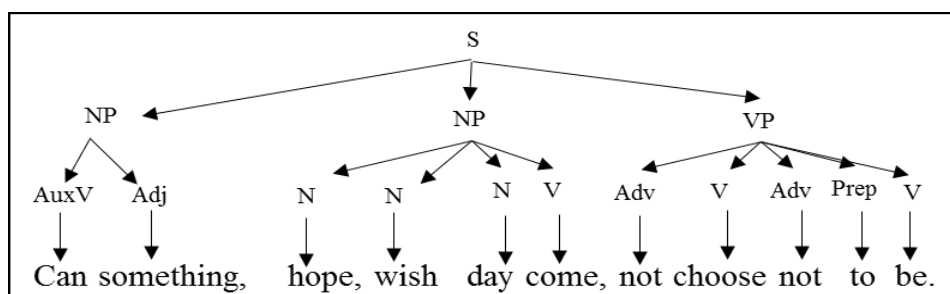 S
NP NP VP
AuxV Adj N N N V Adv V Adv Prep V
Can something, hope, wish day come, not choose not to be.